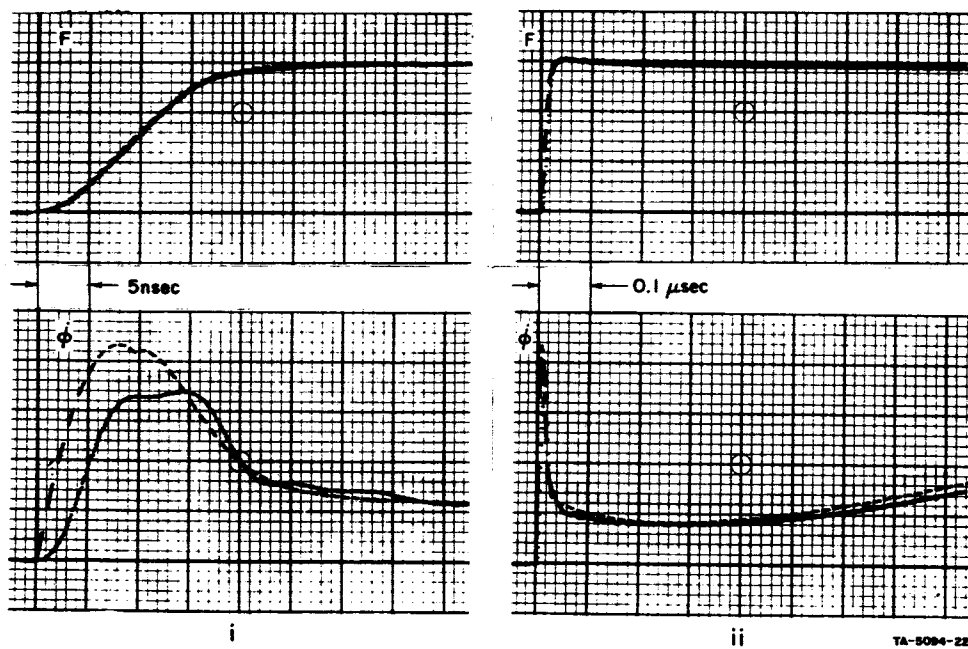 F
F
5nsec
0.1 μsec
φ̇
φ̇
i
ii
TA-5094-22